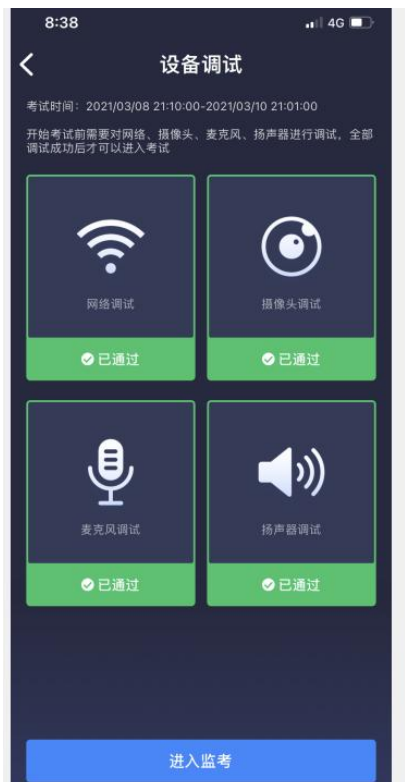 8:38
4G
设备调试
考试时间：2021/03/08 21:10:00-2021/03/10 21:01:00
开始考试前需要对网络、摄像头、麦克风、扬声器进行调试，全部
调试成功后才可以进入考试
网络调试
摄像头调试
已通过
已通过
麦克风调试
扬声器调试
已通过
已通过
进入监考